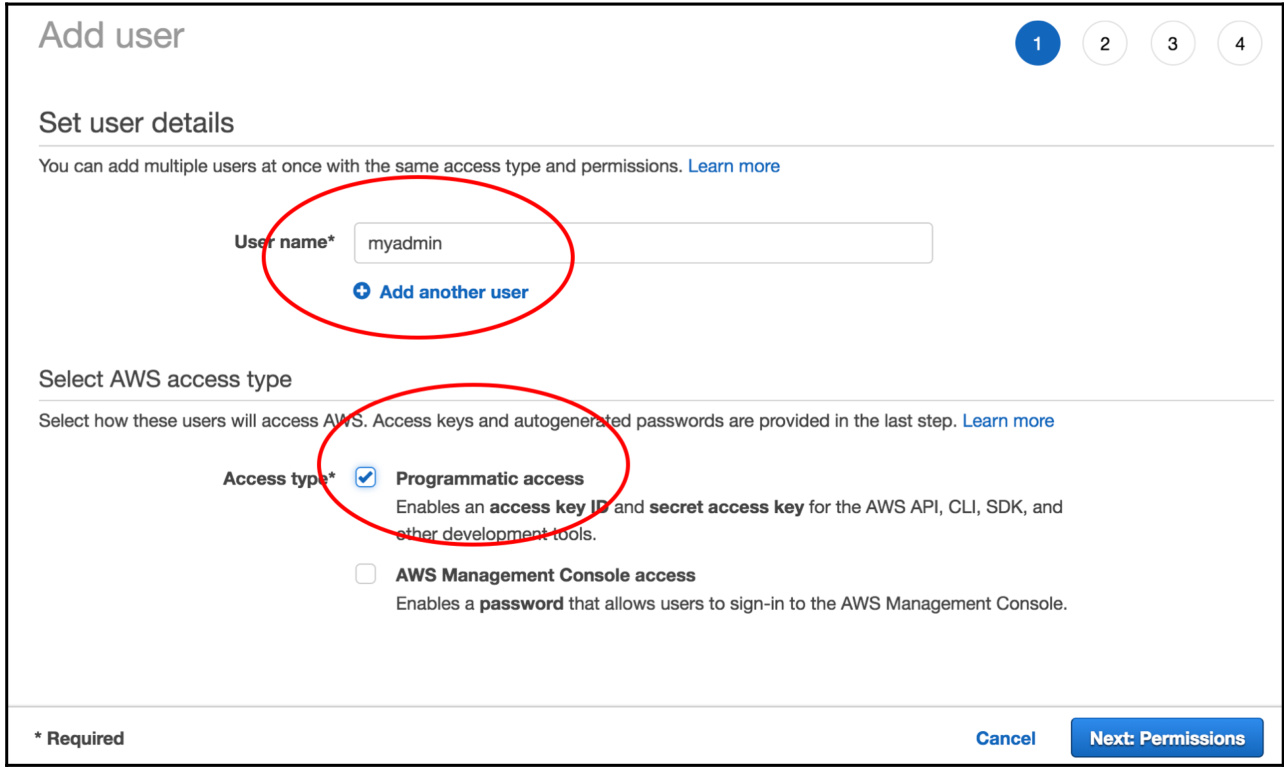 Add user
1 2 3 4
Set user details
You can add multiple users at once with the same access type and permissions. Learn more
User name* myadmin
Add another user
Select AWS access type
Select how these users will access AWS. Access keys and autogenerated passwords are provided in the last step. Learn more
Access type* Programmatic access
Enables an access key ID and secret access key for the AWS API, CLI, SDK, and
other development tools.
AWS Management Console access
Enables a password that allows users to sign-in to the AWS Management Console.
* Required Cancel Next: Permissions